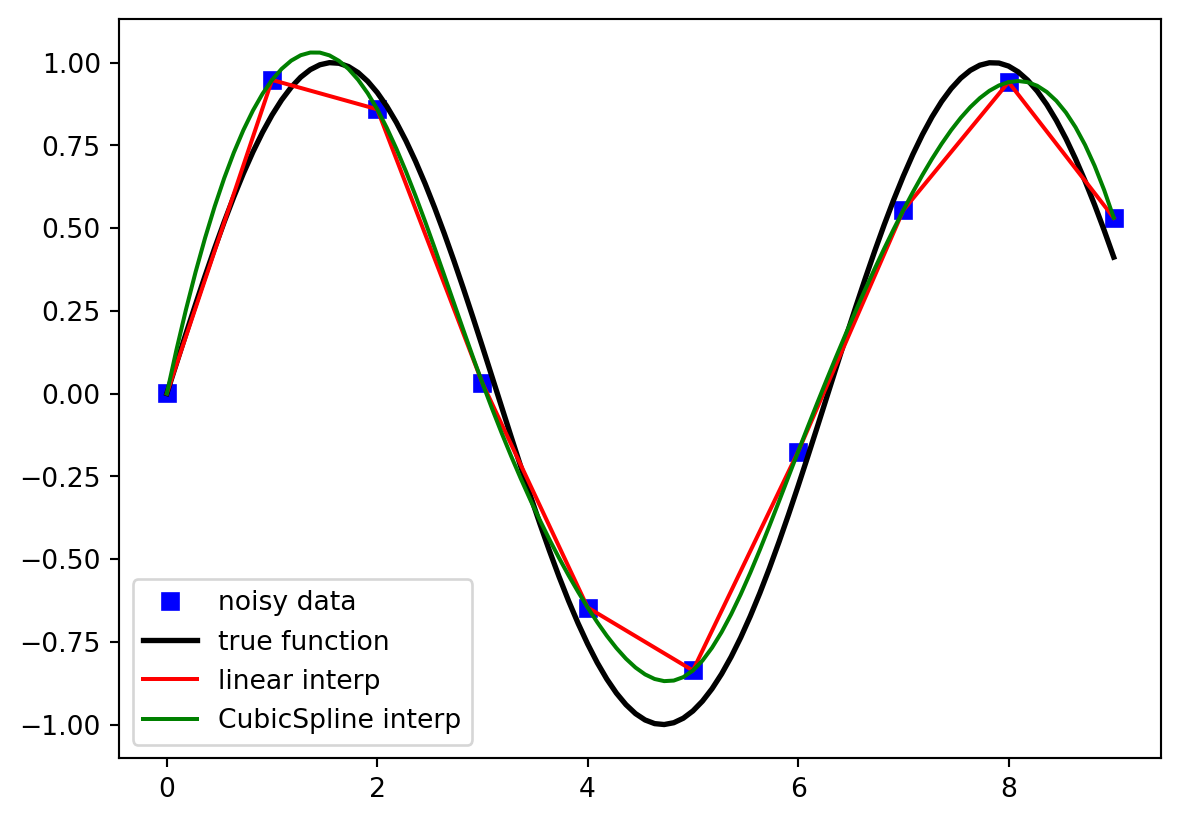 1.00
0.75
0.50
0.25
0.00
−0.25
−0.50
−0.75
−1.00
noisy data
true function
linear interp
CubicSpline interp
0 2 4 6 8